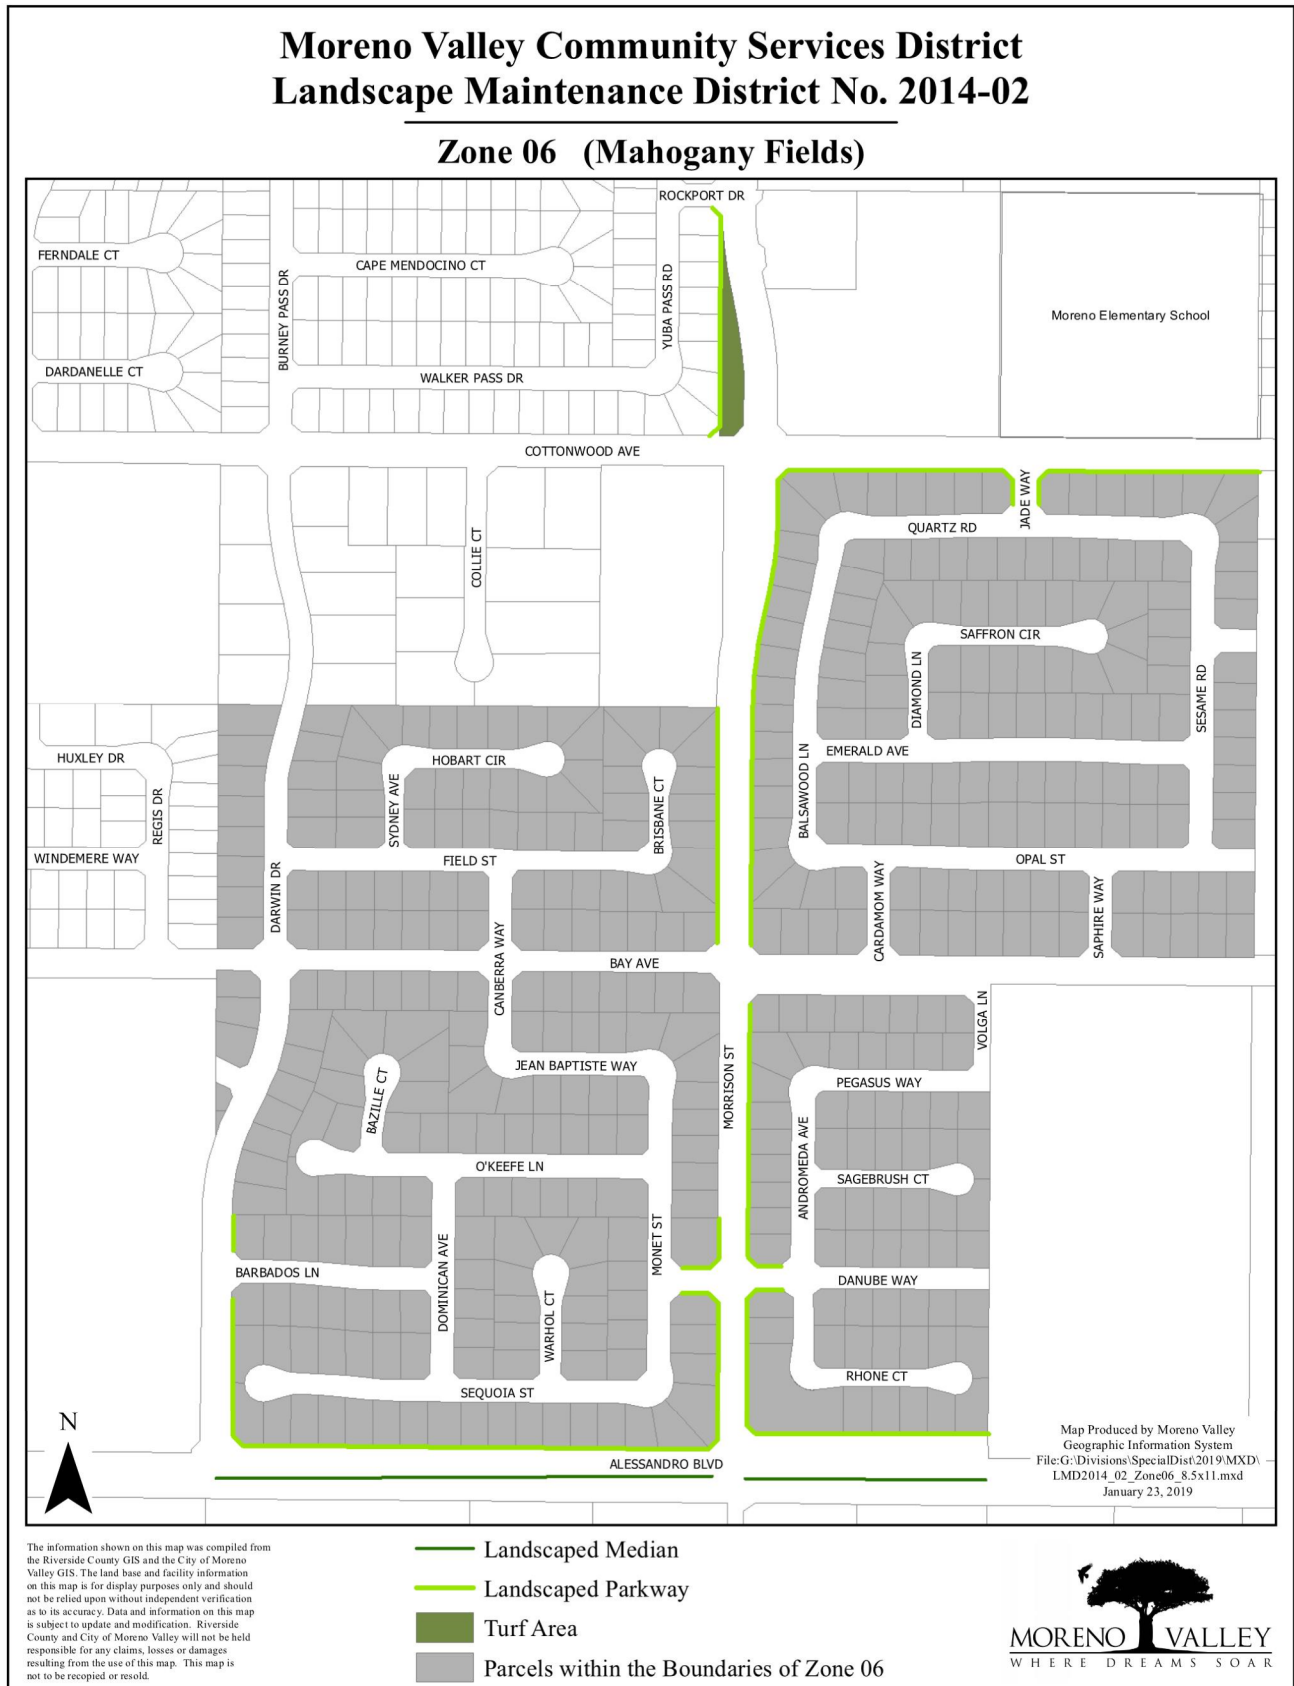 Moreno Valley Community Services District
Landscape Maintenance District No. 2014-02
Zone 06 (Mahogany Fields)
ROCKPORT DR
FERNDALE CT
CAPE MENDOCINO CT
BURNEY PASS DR
YUBA PASS RD
Moreno Elementary School
DARDANELLE CT
WALKER PASS DR
COTTONWOOD AVE
JADE WAY
QUARTZ RD
COLLIE CT
SAFFRON CIR
DIAMOND LN
SESAME RD
HUXLEY DR
HOBART CIR
EMERALD AVE
REGIS DR
SYDNEY AVE
BRISBANE CT
BALSAWOOD LN
WINDEMERE WAY
FIELD ST
OPAL ST
DARWIN DR
CARDAMOM WAY
SAPHIRE WAY
CANBERRA WAY
BAY AVE
VOLGA LN
JEAN BAPTISTE WAY
MORRISON ST
PEGASUS WAY
BAZILLE CT
ANDROMEDA AVE
O'KEEFE LN
SAGEBRUSH CT
MONET ST
BARBADOS LN
DOMINICAN AVE
DANUBE WAY
WARHOL CT
RHONE CT
SEQUOIA ST
N
ALESSANDRO BLVD
Map Produced by Moreno Valley
Geographic Information System
File:G:\Divisions\SpecialDist\2019\MXD\
LMD2014_02_Zone06_8.5x11.mxd
January 23, 2019
The information shown on this map was compiled from
the Riverside County GIS and the City of Moreno
Valley GIS. The land base and facility information
on this map is for display purposes only and should
not be relied upon without independent verification
as to its accuracy. Data and information on this map
is subject to update and modification. Riverside
County and City of Moreno Valley will not be held
responsible for any claims, losses or damages
resulting from the use of this map. This map is
not to be recopied or resold.
Landscaped Median
Landscaped Parkway
Turf Area
Parcels within the Boundaries of Zone 06
MORENO VALLEY
WHERE DREAMS SOAR